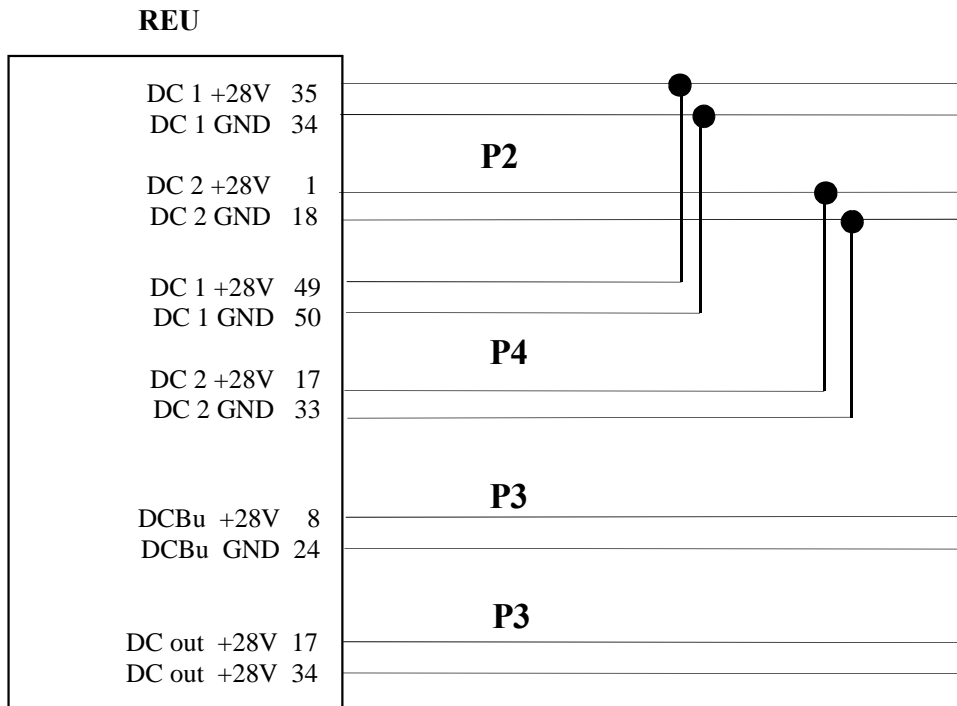 REU
DC 1 +28V 35
DC 1 GND 34
P2
DC 2 +28V 1
DC 2 GND 18
DC 1 +28V 49
DC 1 GND 50
P4
DC 2 +28V 17
DC 2 GND 33
P3
DCBu +28V 8
DCBu GND 24
P3
DC out +28V 17
DC out +28V 34